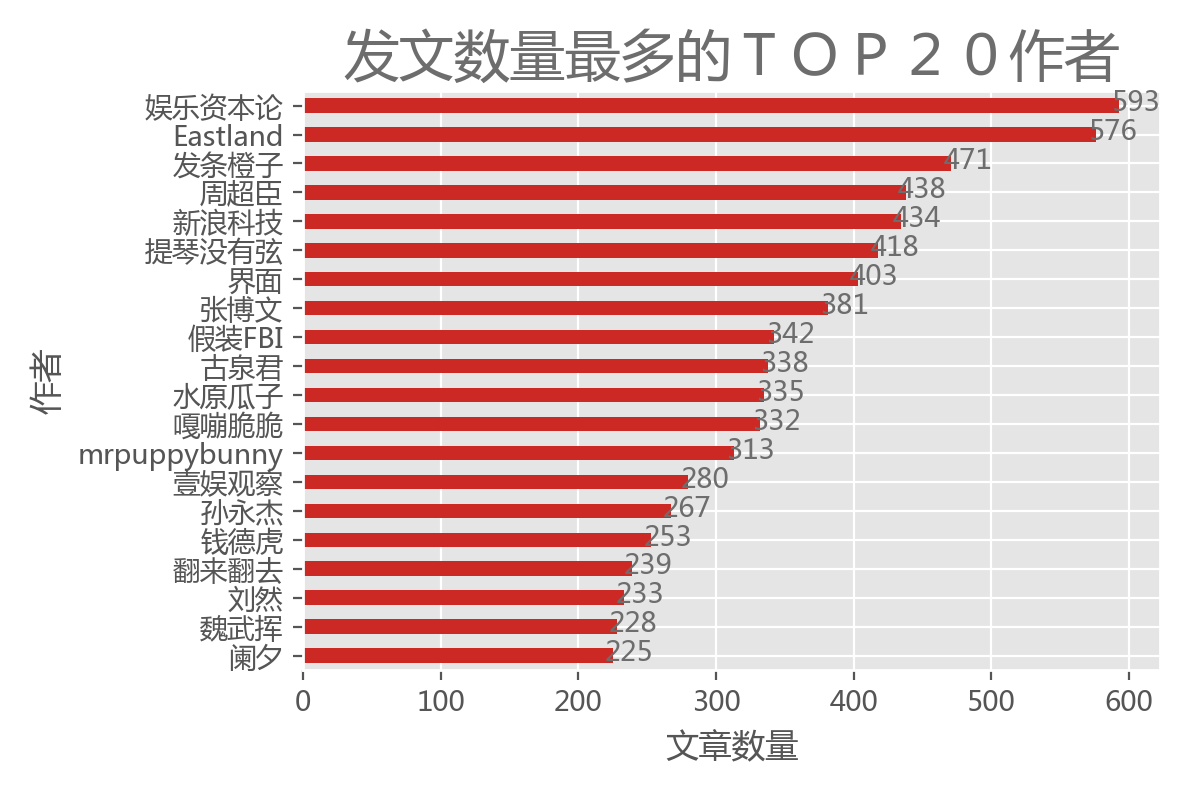 发文数量最多的ＴＯＰ２０作者
娱乐资本论 593
Eastland 576
发条橙子 471
周超臣 438
新浪科技 434
提琴没有弦 418
界面 403
张博文 381
假装FBI 342
古泉君 338
水原瓜子 335
嘎嘣脆脆 332
mrpuppybunny 313
壹娱观察 280
孙永杰 267
钱德虎 253
翻来翻去 239
刘然 233
魏武挥 228
阑夕 225
作者
0 100 200 300 400 500 600
文章数量